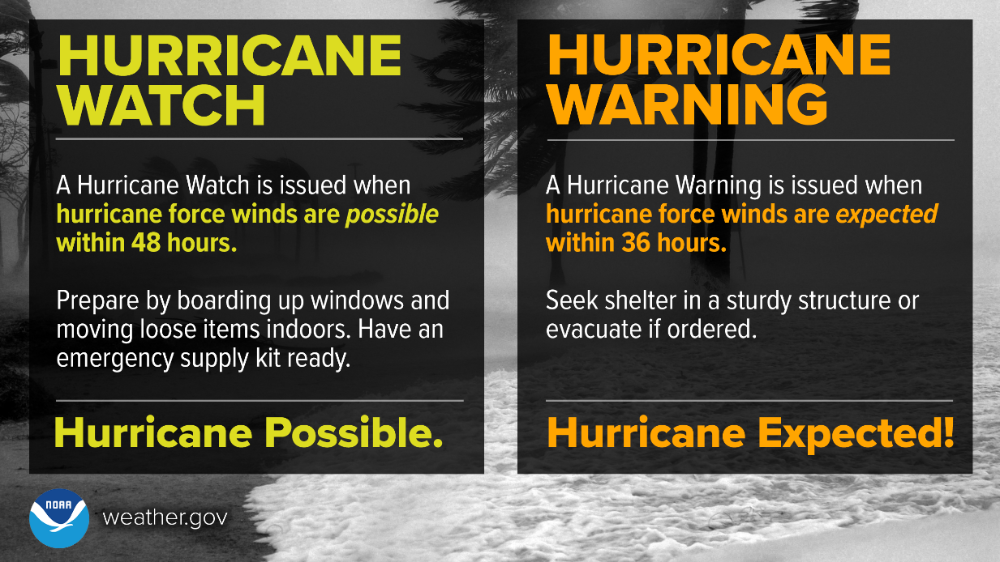 HURRICANE
WATCH
A Hurricane Watch is issued when
hurricane force winds are possible
within 48 hours.
Prepare by boarding up windows and
moving loose items indoors. Have an
emergency supply kit ready.
Hurricane Possible.
HURRICANE
WARNING
A Hurricane Warning is issued when
hurricane force winds are expected
within 36 hours.
Seek shelter in a sturdy structure or
evacuate if ordered.
Hurricane Expected!
NOAA
weather.gov